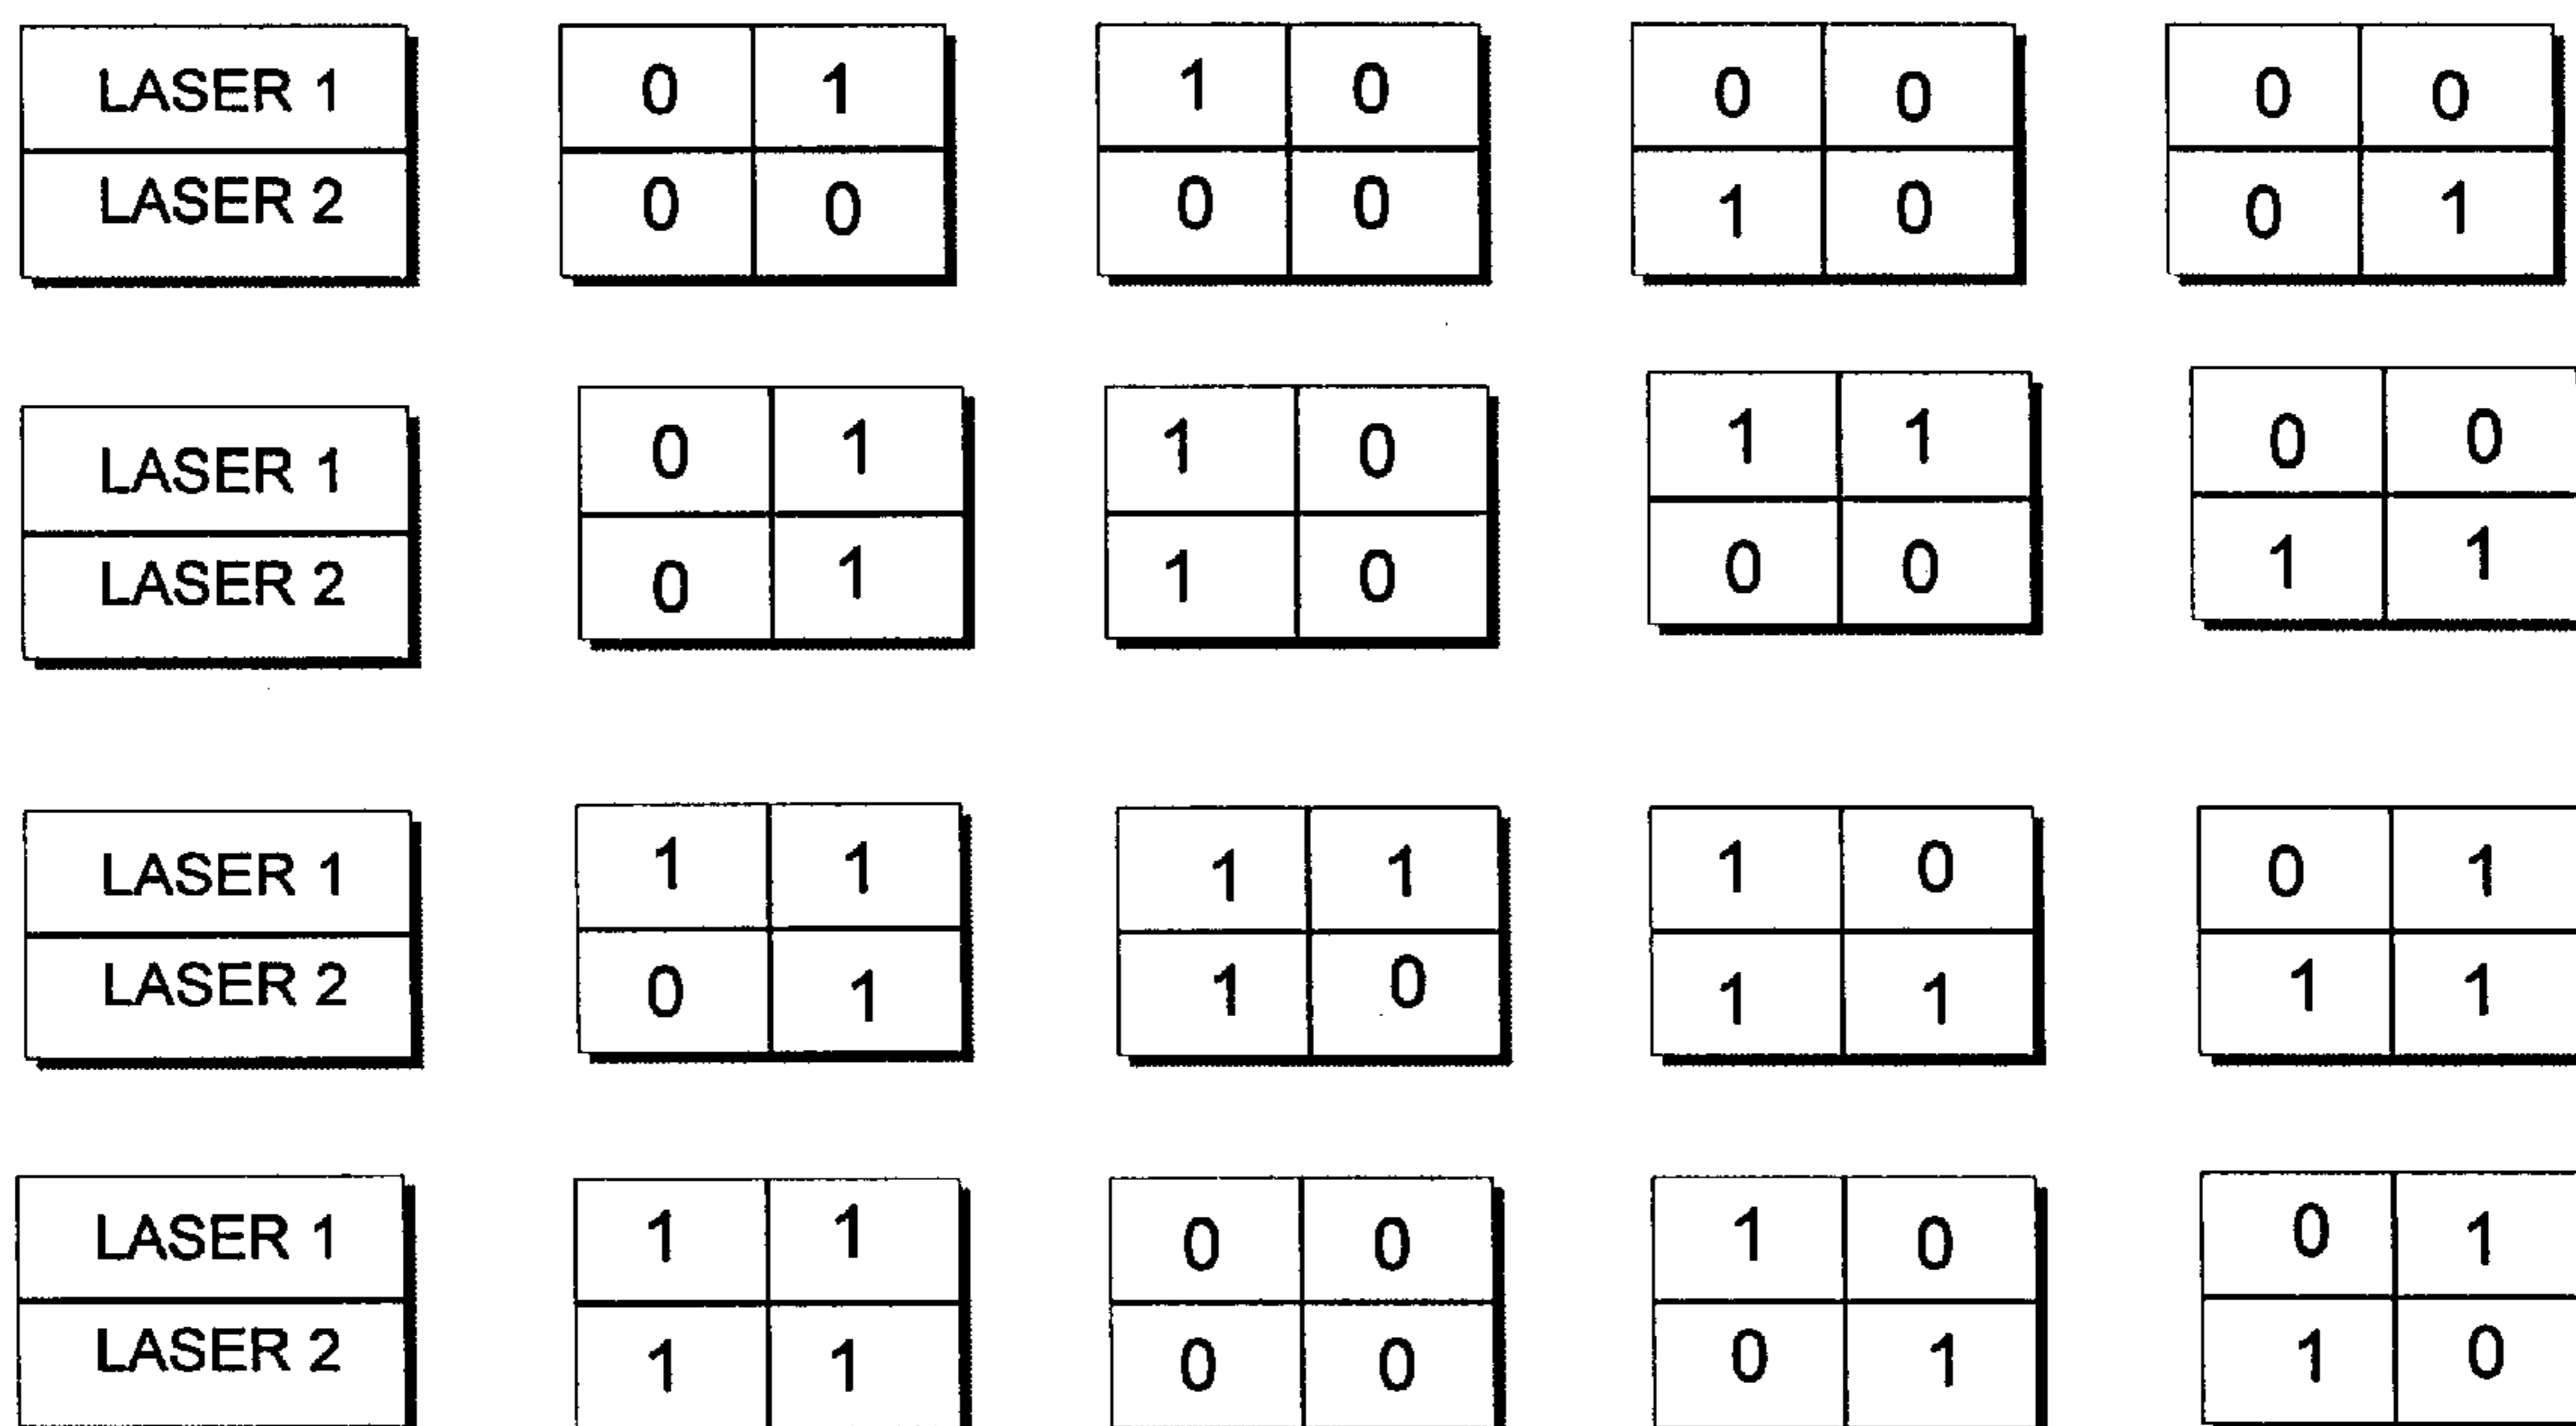 LASER 1 0 1 1 0 0 0 0 0
LASER 2 0 0 0 0 1 0 0 1
LASER 1 0 1 1 0 1 1 0 0
LASER 2 0 1 1 0 0 0 1 1
LASER 1 1 1 1 1 1 0 0 1
LASER 2 0 1 1 0 1 1 1 1
LASER 1 1 1 0 0 1 0 0 1
LASER 2 1 1 0 0 0 1 1 0